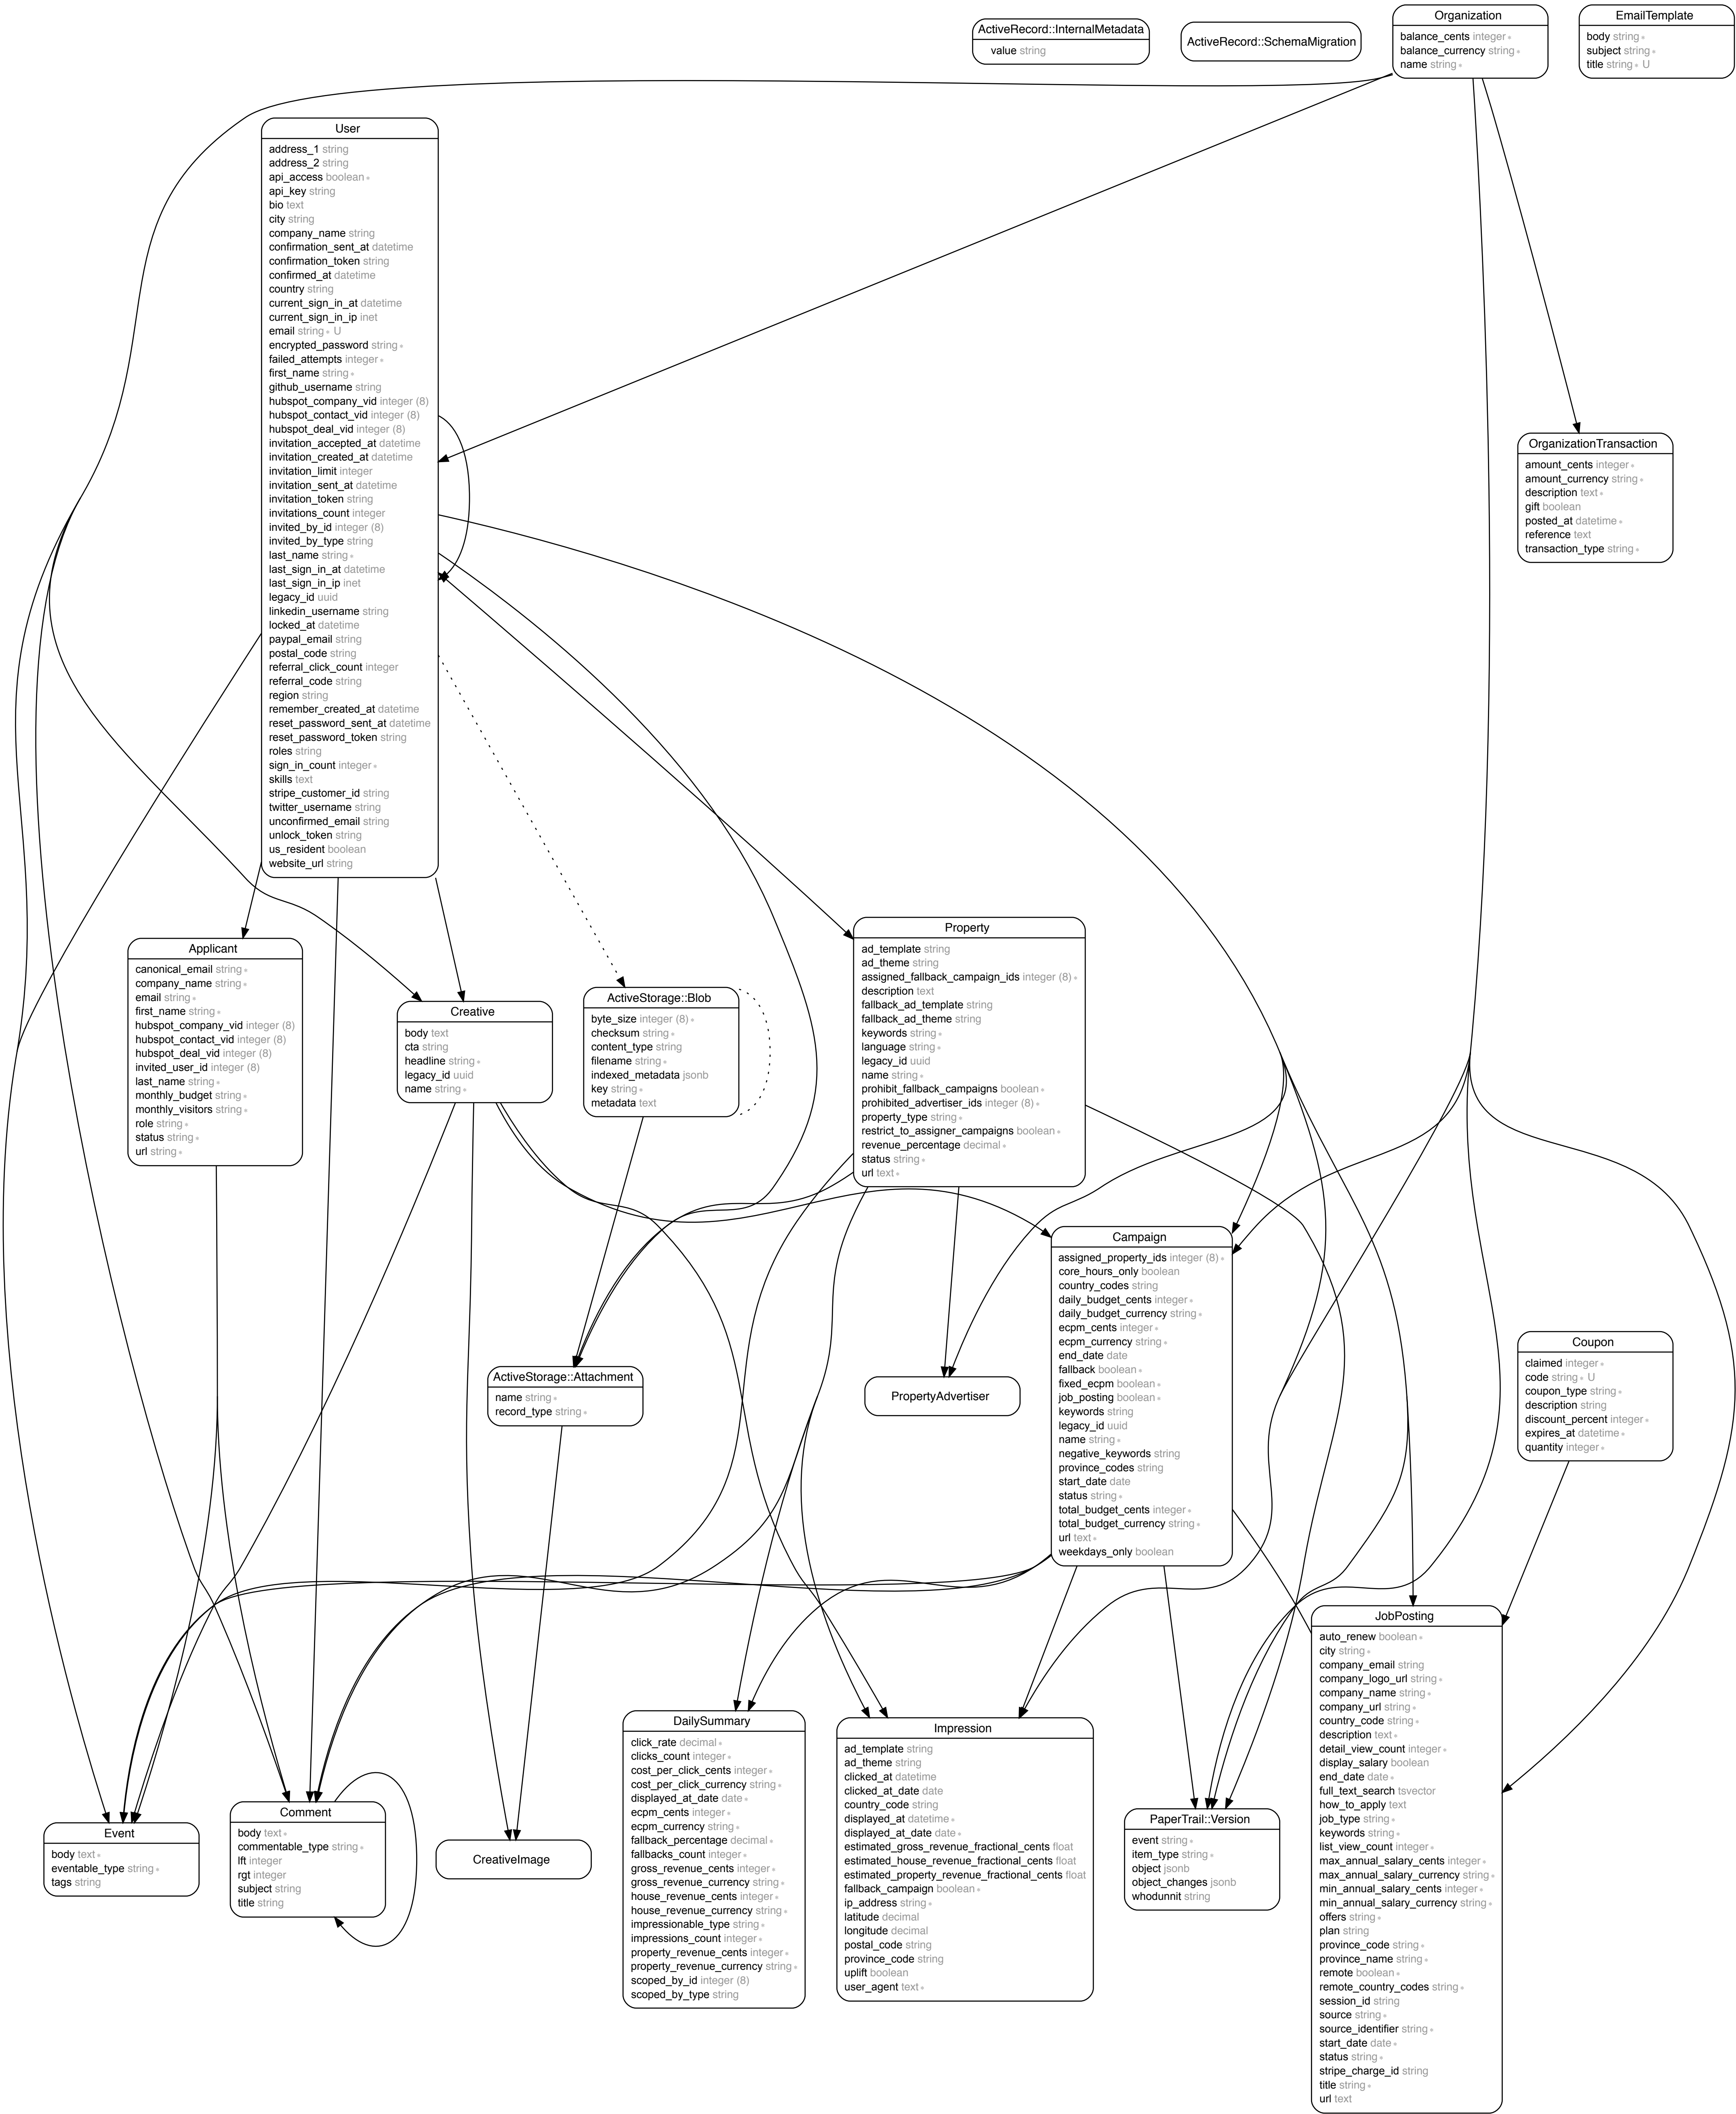 ActiveRecord::InternalMetadata
value string
ActiveRecord::SchemaMigration
Organization
balance_cents integer *
balance_currency string *
name string *
EmailTemplate
body string *
subject string *
title string * U
User
address_1 string
address_2 string
api_access boolean *
api_key string
bio text
city string
company_name string
confirmation_sent_at datetime
confirmation_token string
confirmed_at datetime
country string
current_sign_in_at datetime
current_sign_in_ip inet
email string * U
encrypted_password string *
failed_attempts integer *
first_name string *
github_username string
hubspot_company_vid integer (8)
hubspot_contact_vid integer (8)
hubspot_deal_vid integer (8)
invitation_accepted_at datetime
invitation_created_at datetime
invitation_limit integer
invitation_sent_at datetime
invitation_token string
invitations_count integer
invited_by_id integer (8)
invited_by_type string
last_name string *
last_sign_in_at datetime
last_sign_in_ip inet
legacy_id uuid
linkedin_username string
locked_at datetime
paypal_email string
postal_code string
referral_click_count integer
referral_code string
region string
remember_created_at datetime
reset_password_sent_at datetime
reset_password_token string
roles string
sign_in_count integer *
skills text
stripe_customer_id string
twitter_username string
unconfirmed_email string
unlock_token string
us_resident boolean
website_url string
OrganizationTransaction
amount_cents integer *
amount_currency string *
description text *
gift boolean
posted_at datetime *
reference text
transaction_type string *
Applicant
canonical_email string *
company_name string *
email string *
first_name string *
hubspot_company_vid integer (8)
hubspot_contact_vid integer (8)
hubspot_deal_vid integer (8)
invited_user_id integer (8)
last_name string *
monthly_budget string *
monthly_visitors string *
role string *
status string *
url string *
Creative
body text
cta string
headline string *
legacy_id uuid
name string *
ActiveStorage::Blob
byte_size integer (8) *
checksum string *
content_type string
filename string *
indexed_metadata jsonb
key string *
metadata text
Property
ad_template string
ad_theme string
assigned_fallback_campaign_ids integer (8) *
description text
fallback_ad_template string
fallback_ad_theme string
keywords string *
language string *
legacy_id uuid
name string *
prohibit_fallback_campaigns boolean *
prohibited_advertiser_ids integer (8) *
property_type string *
restrict_to_assigner_campaigns boolean *
revenue_percentage decimal *
status string *
url text *
Campaign
assigned_property_ids integer (8) *
core_hours_only boolean
country_codes string
daily_budget_cents integer *
daily_budget_currency string *
ecpm_cents integer *
ecpm_currency string *
end_date date
fallback boolean *
fixed_ecpm boolean *
job_posting boolean *
keywords string
legacy_id uuid
name string *
negative_keywords string
province_codes string
start_date date
status string *
total_budget_cents integer *
total_budget_currency string *
url text *
weekdays_only boolean
ActiveStorage::Attachment
name string *
record_type string *
PropertyAdvertiser
Coupon
claimed integer *
code string * U
coupon_type string *
description string
discount_percent integer *
expires_at datetime *
quantity integer *
Event
body text *
eventable_type string *
tags string
Comment
body text *
commentable_type string *
lft integer
rgt integer
subject string
title string
CreativeImage
DailySummary
click_rate decimal *
clicks_count integer *
cost_per_click_cents integer *
cost_per_click_currency string *
displayed_at_date date *
ecpm_cents integer *
ecpm_currency string *
fallback_percentage decimal *
fallbacks_count integer *
gross_revenue_cents integer *
gross_revenue_currency string *
house_revenue_cents integer *
house_revenue_currency string *
impressionable_type string *
impressions_count integer *
property_revenue_cents integer *
property_revenue_currency string *
scoped_by_id integer (8)
scoped_by_type string
Impression
ad_template string
ad_theme string
clicked_at datetime
clicked_at_date date
country_code string
displayed_at datetime *
displayed_at_date date *
estimated_gross_revenue_fractional_cents float
estimated_house_revenue_fractional_cents float
estimated_property_revenue_fractional_cents float
fallback_campaign boolean *
ip_address string *
latitude decimal
longitude decimal
postal_code string
province_code string
uplift boolean
user_agent text *
PaperTrail::Version
event string *
item_type string *
object jsonb
object_changes jsonb
whodunnit string
JobPosting
auto_renew boolean *
city string *
company_email string
company_logo_url string *
company_name string *
company_url string *
country_code string *
description text *
detail_view_count integer *
display_salary boolean
end_date date *
full_text_search tsvector
how_to_apply text
job_type string *
keywords string *
list_view_count integer *
max_annual_salary_cents integer *
max_annual_salary_currency string *
min_annual_salary_cents integer *
min_annual_salary_currency string *
offers string *
plan string
province_code string *
province_name string *
remote boolean *
remote_country_codes string *
session_id string
source string *
source_identifier string *
start_date date *
status string *
stripe_charge_id string
title string *
url text